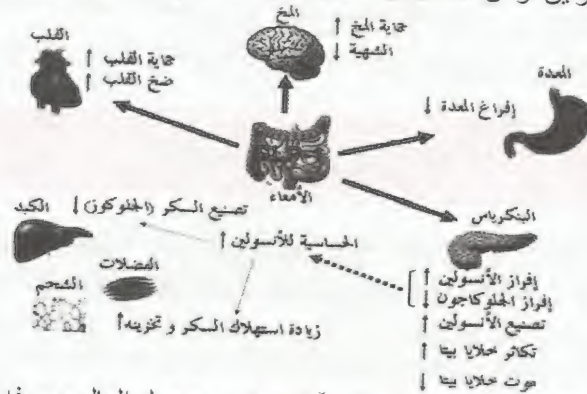 المخ
حماية المخ ↑
الشهية ↓
القلب
حماية القلب ↑
ضخ القلب ↑
المعدة
إفراغ المعدة ↓
الأمعاء
البنكرياس
إفراز الأنسولين ↑
إفراز الجلوكاجون ↓
تصنيع الأنسولين ↑
تكاثر خلايا بيتا ↑
موت خلايا بيتا ↓
الحساسية للأنسولين ↑
تصنيع السكر (الجلوكوز) ↓
الكبد
العضلات
الشحم
زيادة استهلاك السكر و تخزينه ↑